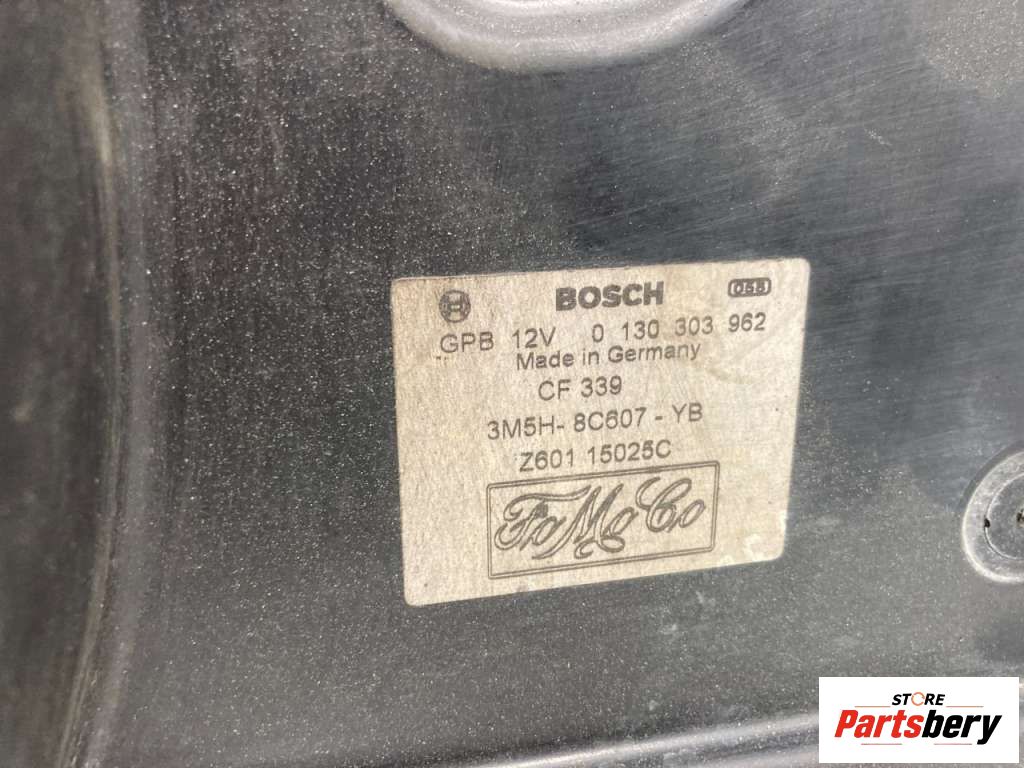 BOSCH
GPB 12V 0 130 303 962
Made in Germany
CF 339
3M5H- 8C607 - YB
Z601 15025C
FoMoCo
STORE
Partsbery